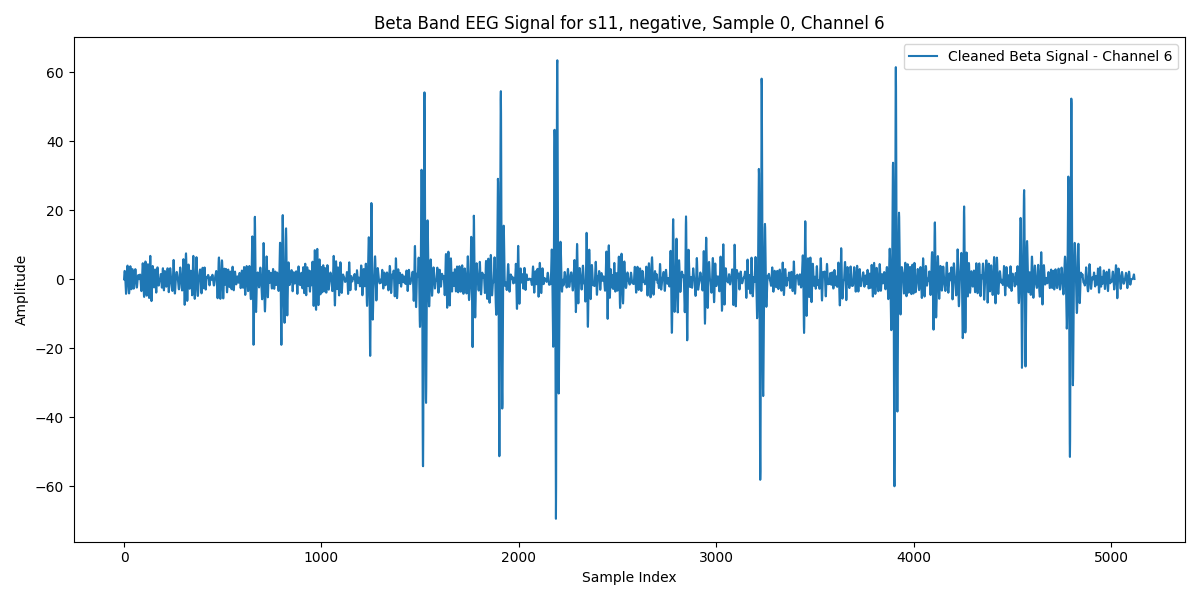 Beta Band EEG Signal for s11, negative, Sample 0, Channel 6
Cleaned Beta Signal - Channel 6
Amplitude
60
40
20
0
−20
−40
−60
0 1000 2000 3000 4000 5000
Sample Index